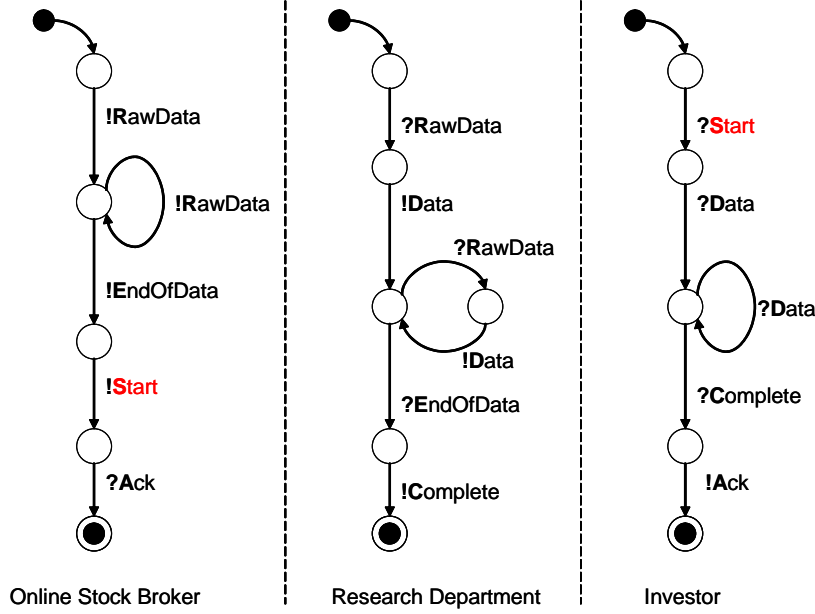 !RawData
!RawData
!EndOfData
!Start
?Ack
Online Stock Broker
?RawData
!Data
?RawData
!Data
?EndOfData
!Complete
Research Department
?Start
?Data
?Data
?Complete
!Ack
Investor